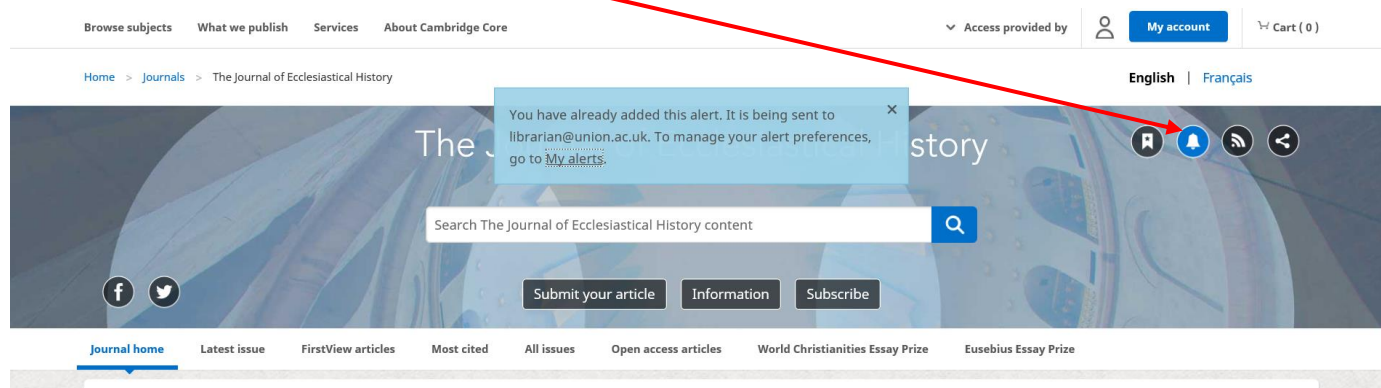 Browse subjects What we publish Services About Cambridge Core Access provided by My account Cart ( 0 )
Home > Journals > The Journal of Ecclesiastical History English | Français
You have already added this alert. It is being sent to ×
librarian@union.ac.uk. To manage your alert preferences,
go to My alerts.
The Journal of Ecclesiastical History
Search The Journal of Ecclesiastical History content
Submit your article Information Subscribe
Journal home Latest issue FirstView articles Most cited All issues Open access articles World Christianities Essay Prize Eusebius Essay Prize